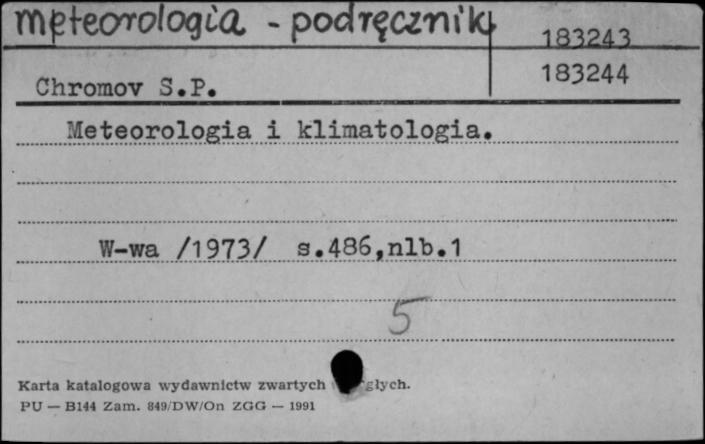 meteorologia - podręcznik
183243
183244
Chromov S.P.
Meteorologia i klimatologia.
W-wa /1973/ s.486,nlb.1
5
Karta katalogowa wydawnictw zwartych głych.
PU — B144 Zam. 849/DW/On ZGG — 1991